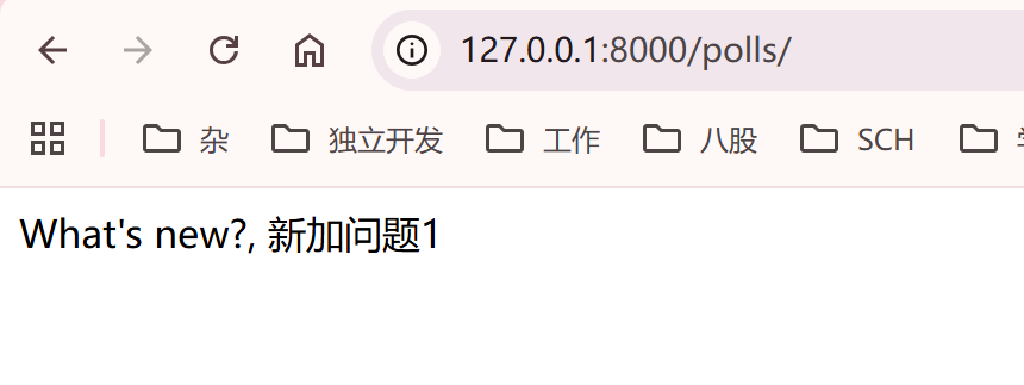 127.0.0.1:8000/polls/
杂 独立开发 工作 八股 SCH
What's new?, 新加问题1